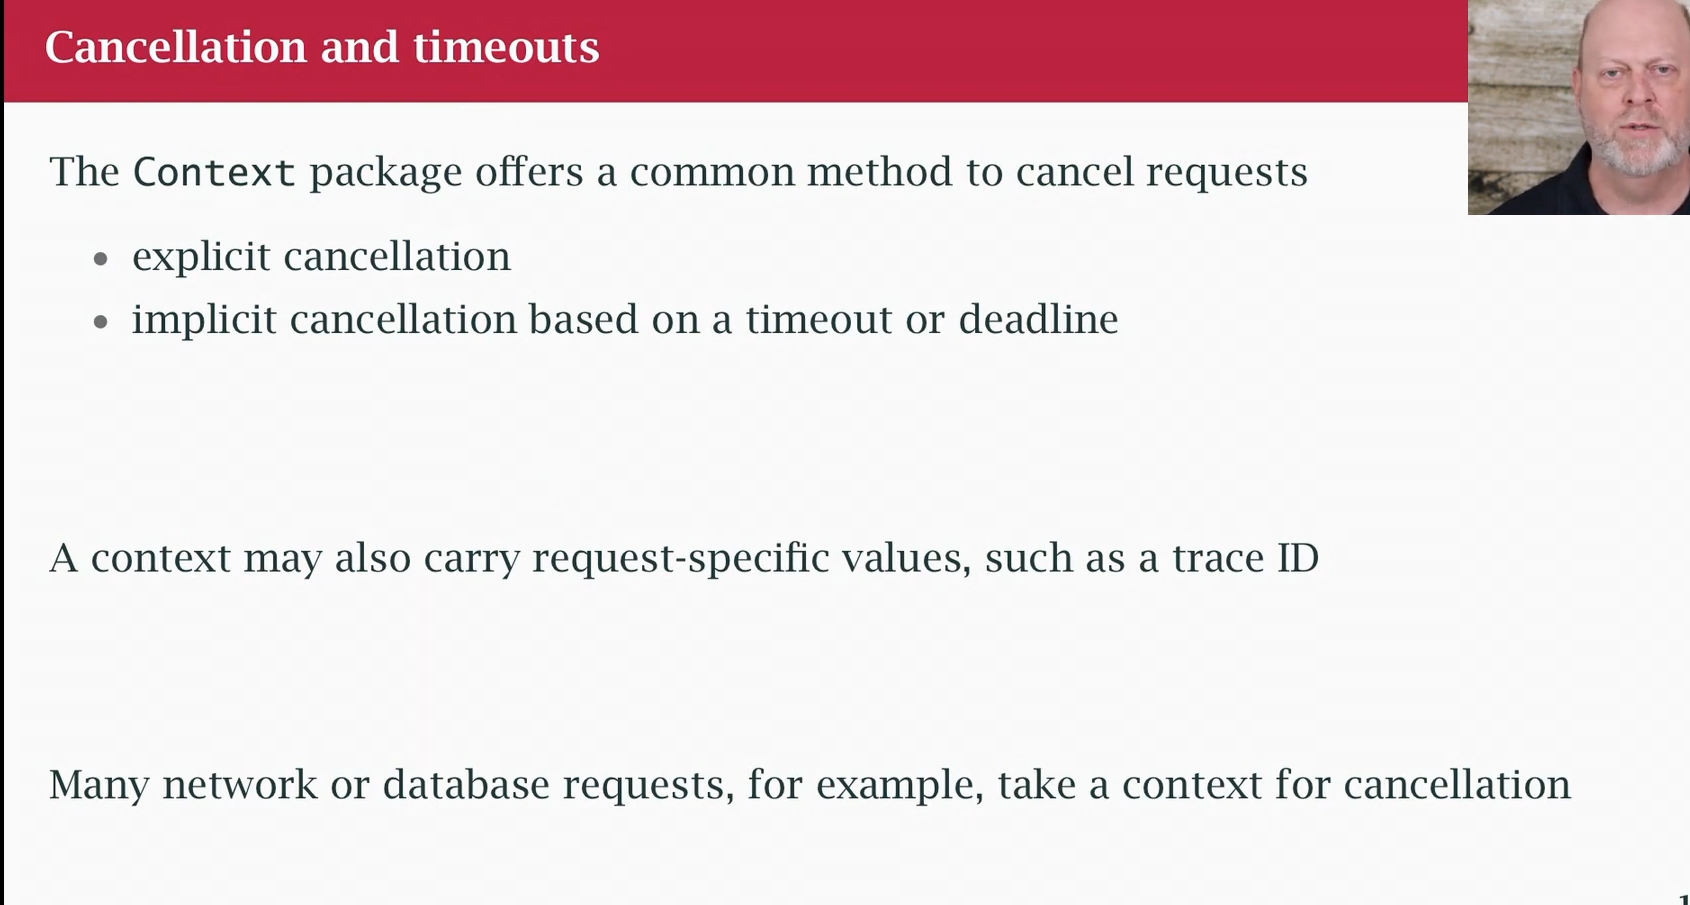 Cancellation and timeouts
The Context package offers a common method to cancel requests
• explicit cancellation
• implicit cancellation based on a timeout or deadline
A context may also carry request-specific values, such as a trace ID
Many network or database requests, for example, take a context for cancellation